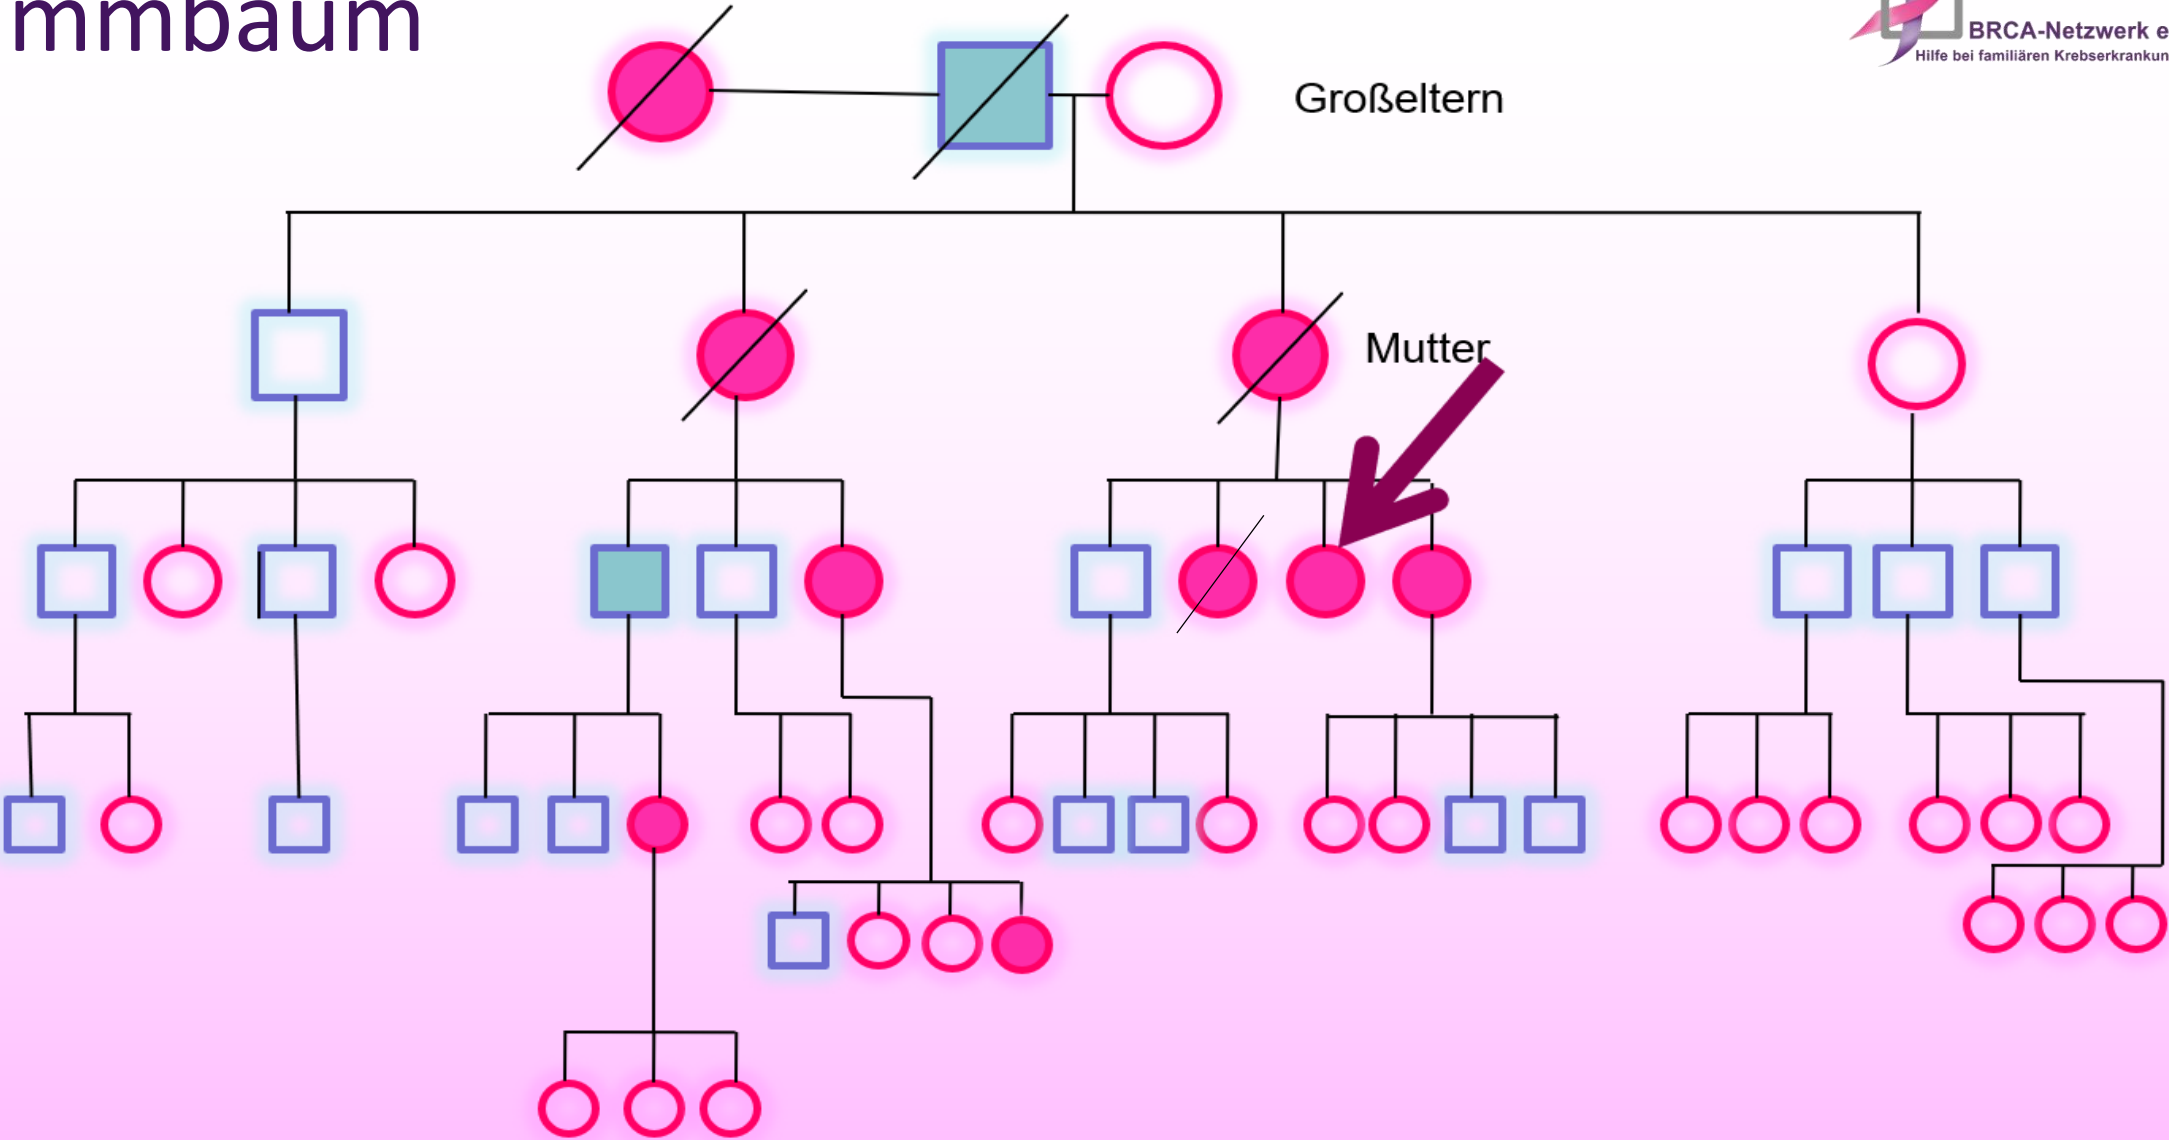 mmbaum
BRCA-Netzwerk e
Hilfe bei familiären Krebserkrankun
Großeltern
Mutter